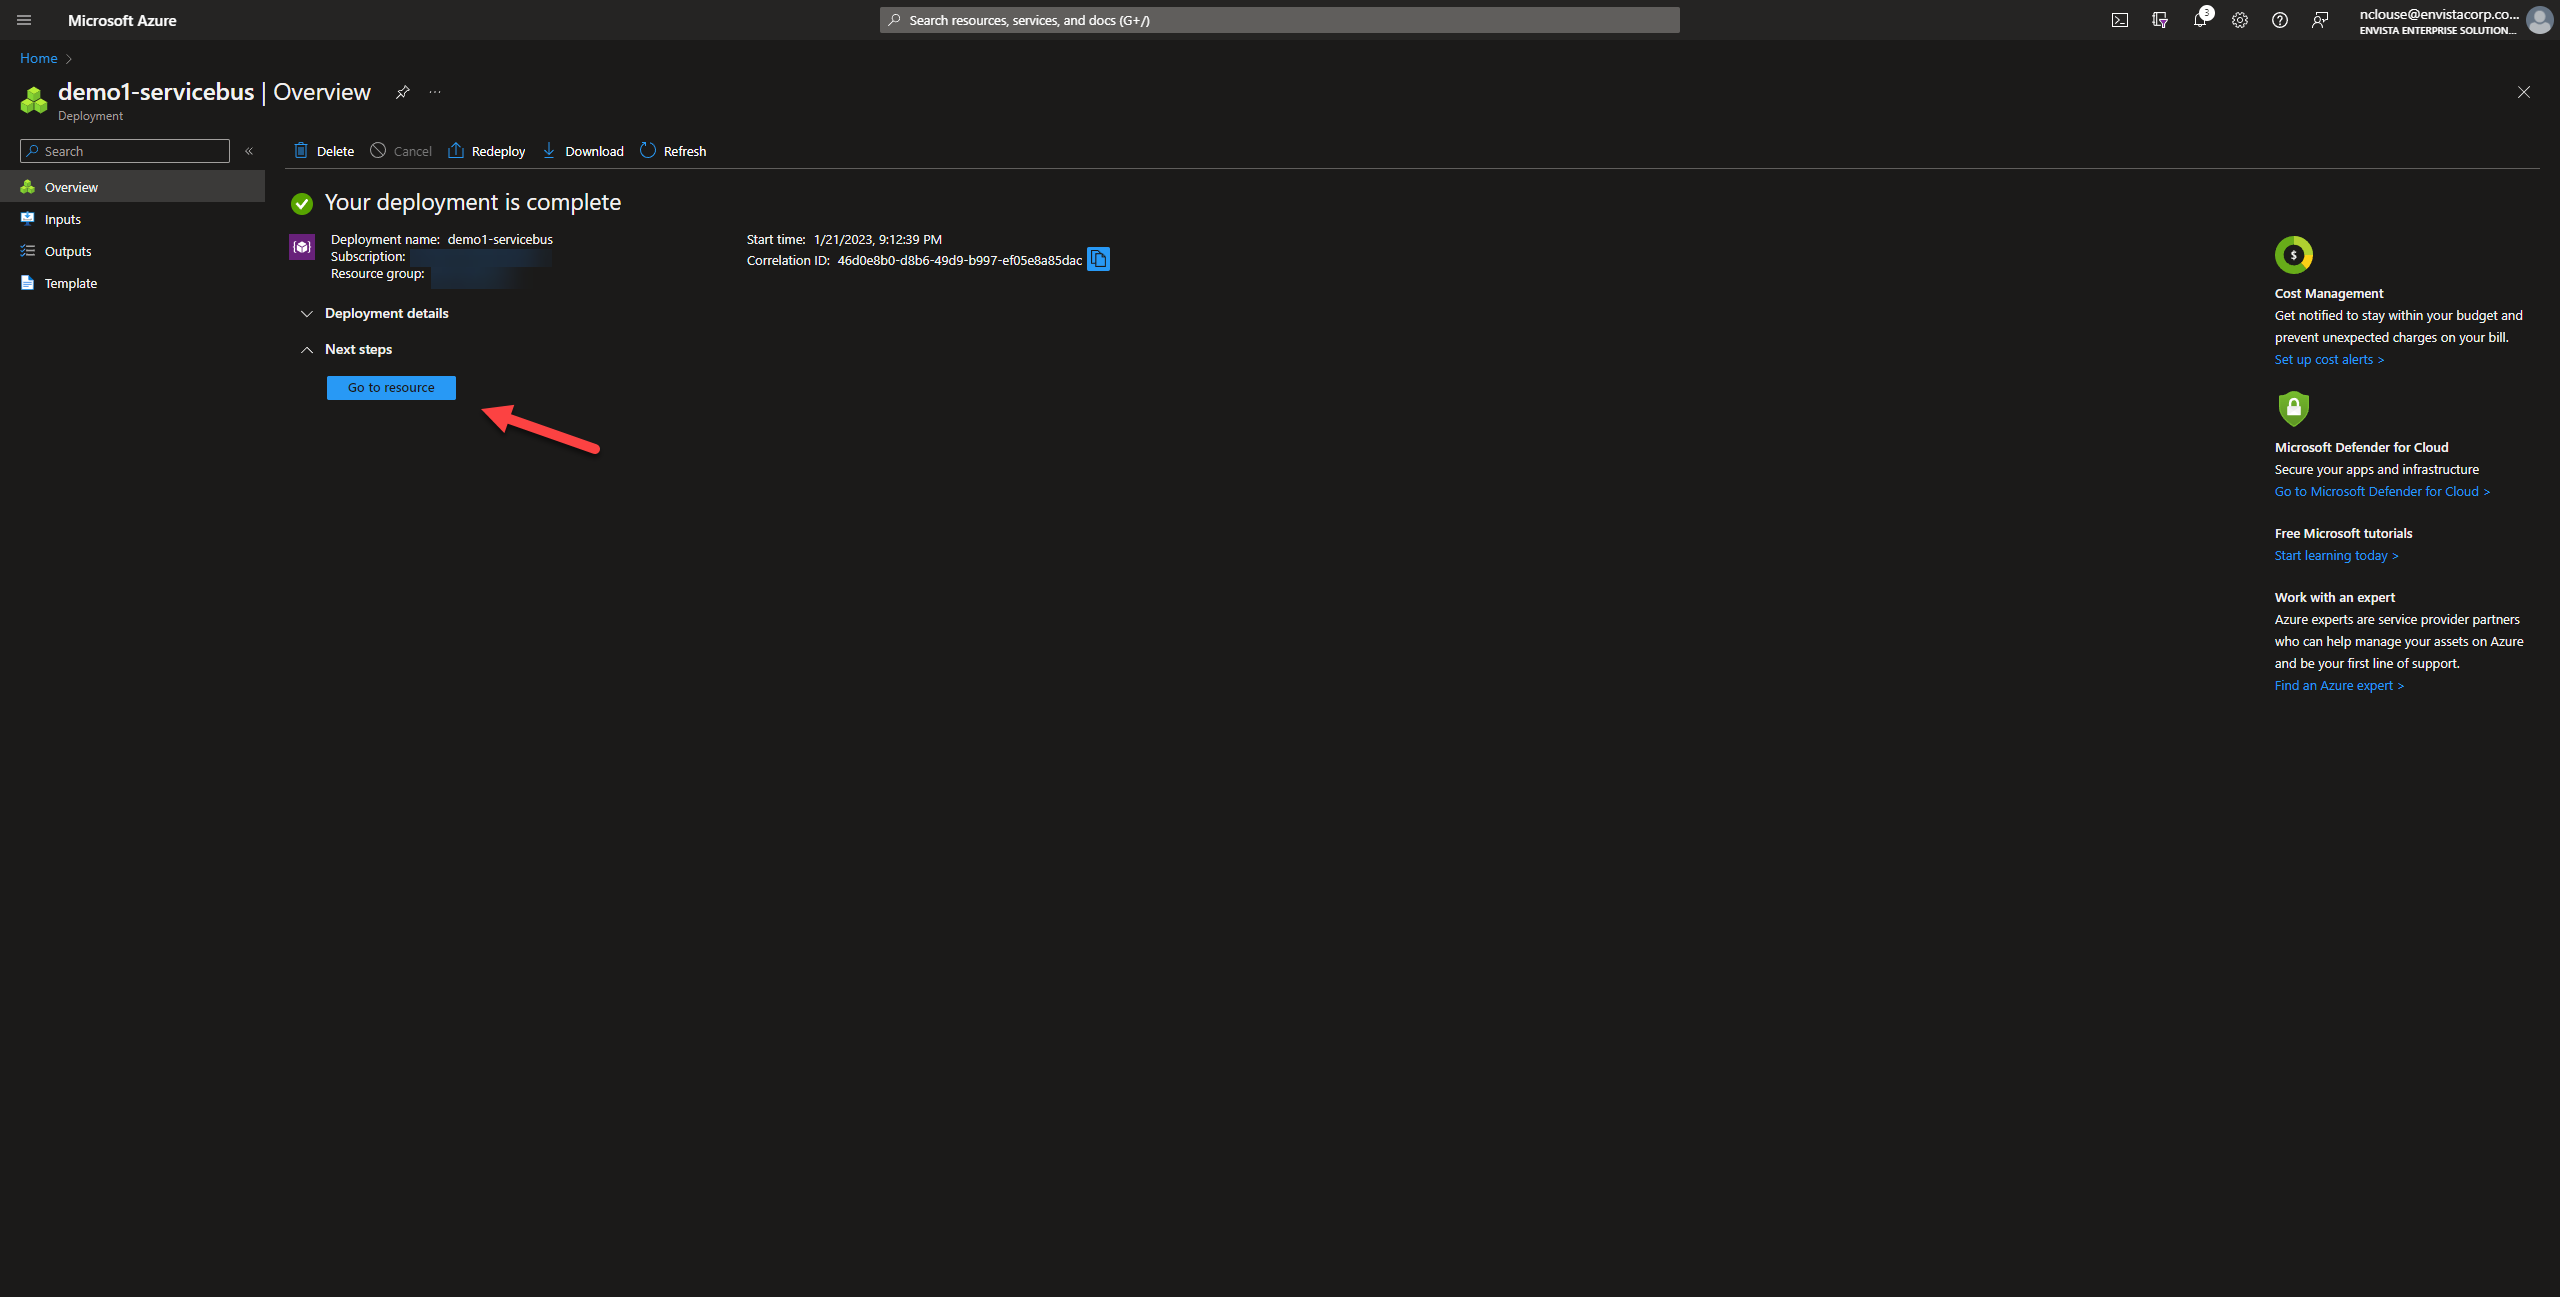 Microsoft Azure
Search resources, services, and docs (G+/)
3
nclouse@envistacorp.co...
ENVISTA ENTERPRISE SOLUTION...
Home
demo1-servicebus | Overview
Deployment
Search
Delete
Cancel
Redeploy
Download
Refresh
Overview
Inputs
Outputs
Template
Your deployment is complete
Deployment name: demo1-servicebus
Subscription:
Resource group:
Start time: 1/21/2023, 9:12:39 PM
Correlation ID: 46d0e8b0-d8b6-49d9-b997-ef05e8a85dac
Deployment details
Next steps
Go to resource
Cost Management
Get notified to stay within your budget and
prevent unexpected charges on your bill.
Set up cost alerts >
Microsoft Defender for Cloud
Secure your apps and infrastructure
Go to Microsoft Defender for Cloud >
Free Microsoft tutorials
Start learning today >
Work with an expert
Azure experts are service provider partners
who can help manage your assets on Azure
and be your first line of support.
Find an Azure expert >